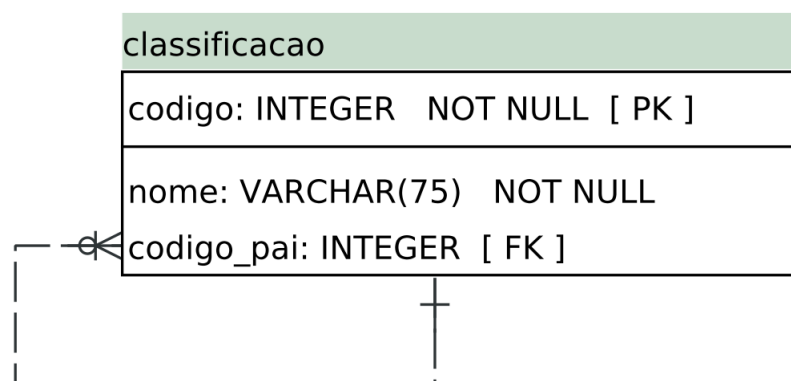 classificacao
codigo: INTEGER NOT NULL [ PK ]
nome: VARCHAR(75) NOT NULL
codigo_pai: INTEGER [ FK ]